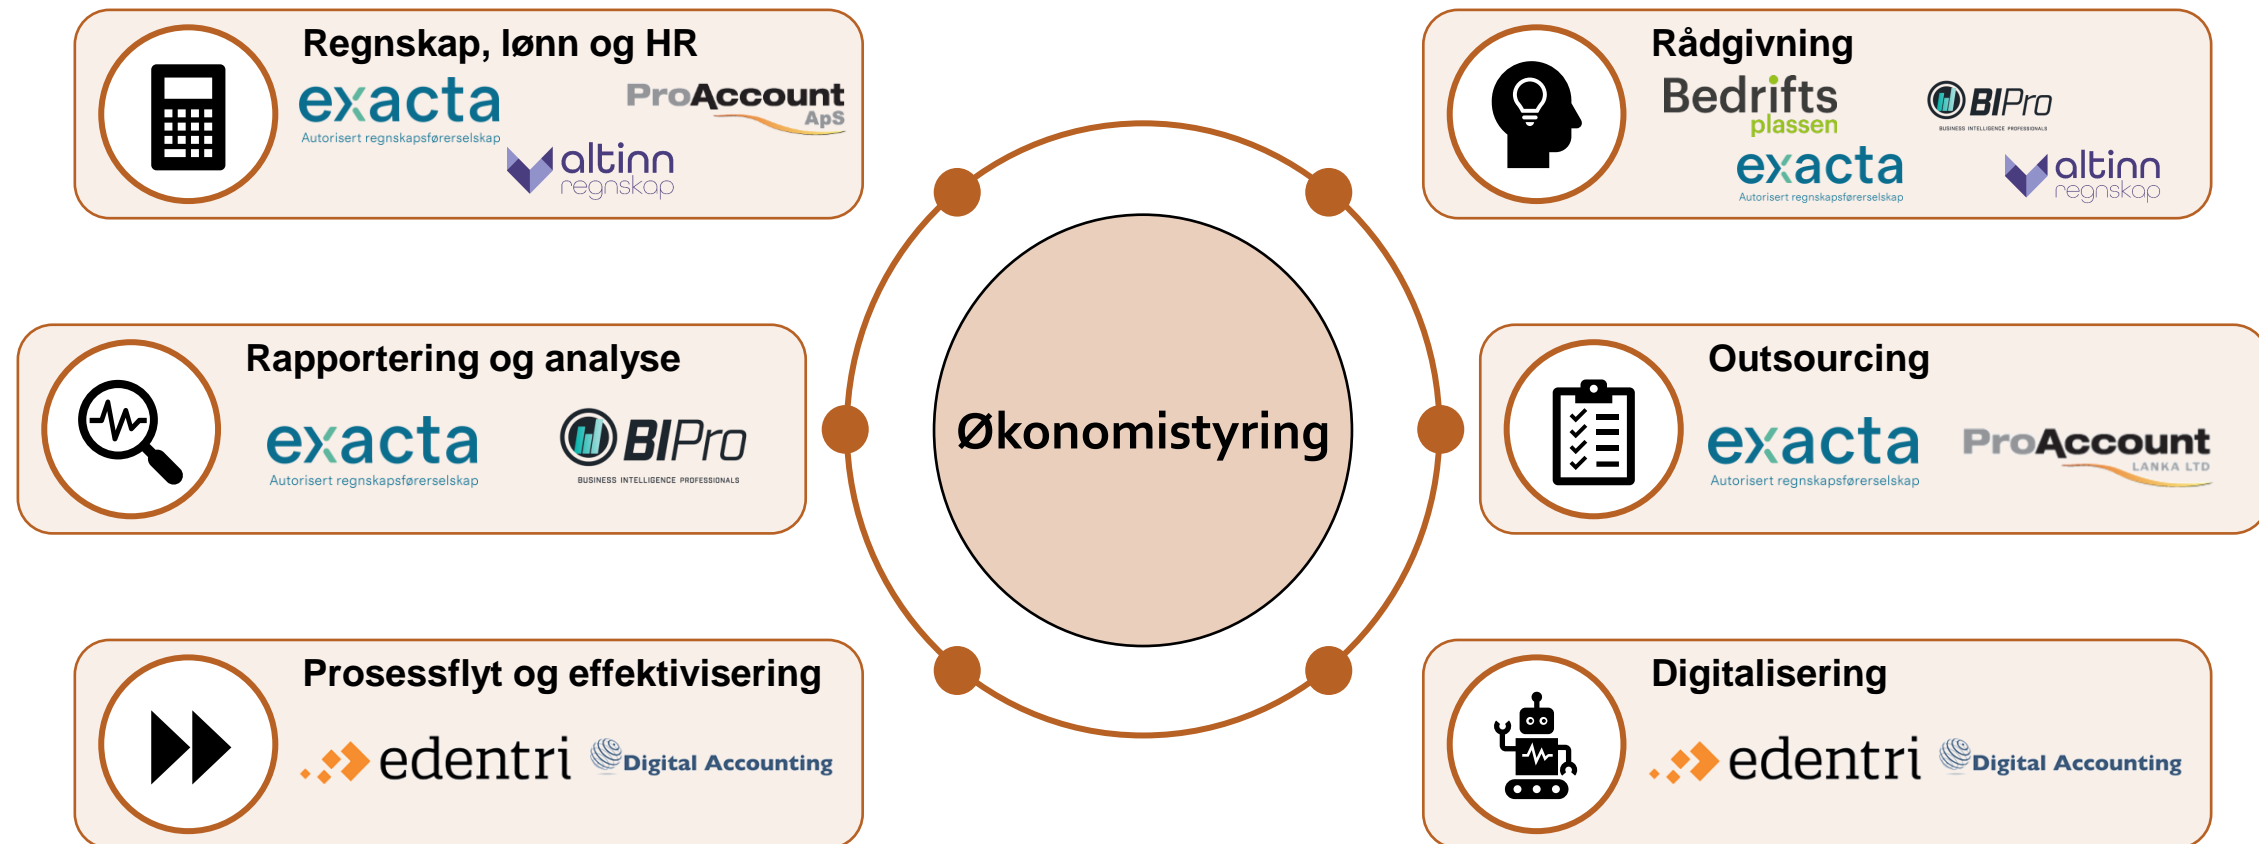 Regnskap, lønn og HR
exacta
Autorisert regnskapsførerselskap
ProAccount
ApS
altinn
regnskap
Rådgivning
Bedrifts
plassen
BIPro
BUSINESS INTELLIGENCE PROFESSIONALS
exacta
Autorisert regnskapsførerselskap
altinn
regnskap
Rapportering og analyse
exacta
Autorisert regnskapsførerselskap
BIPro
BUSINESS INTELLIGENCE PROFESSIONALS
Økonomistyring
Outsourcing
exacta
Autorisert regnskapsførerselskap
ProAccount
LANKA LTD
Prosessflyt og effektivisering
edentri
Digital Accounting
Digitalisering
edentri
Digital Accounting